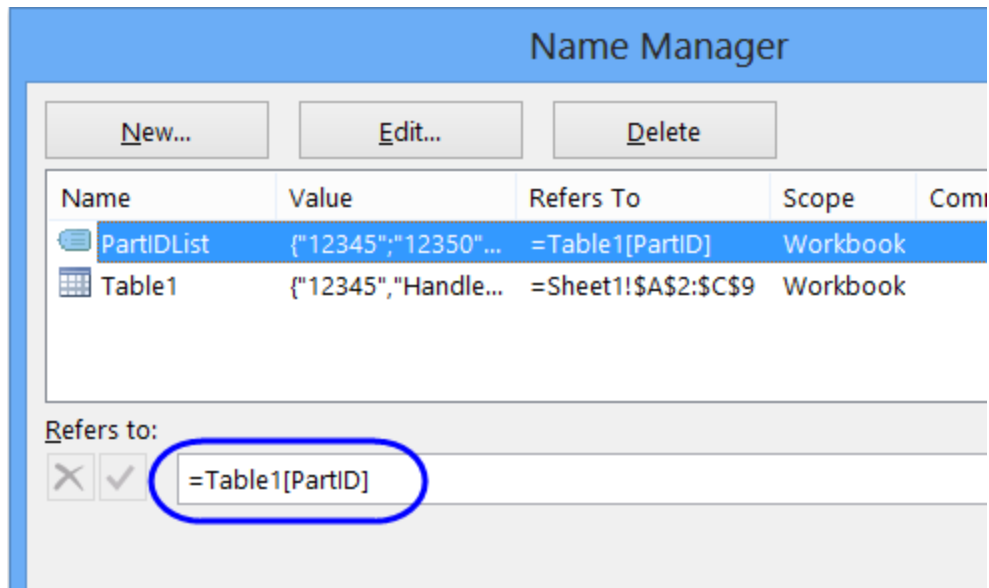 Name Manager
New... Edit... Delete
Name Value Refers To Scope
PartIDList {"12345";"12350"... =Table1[PartID] Workbook
Table1 {"12345","Handle... =Sheet1!$A$2:$C$9 Workbook
Refers to:
=Table1[PartID]